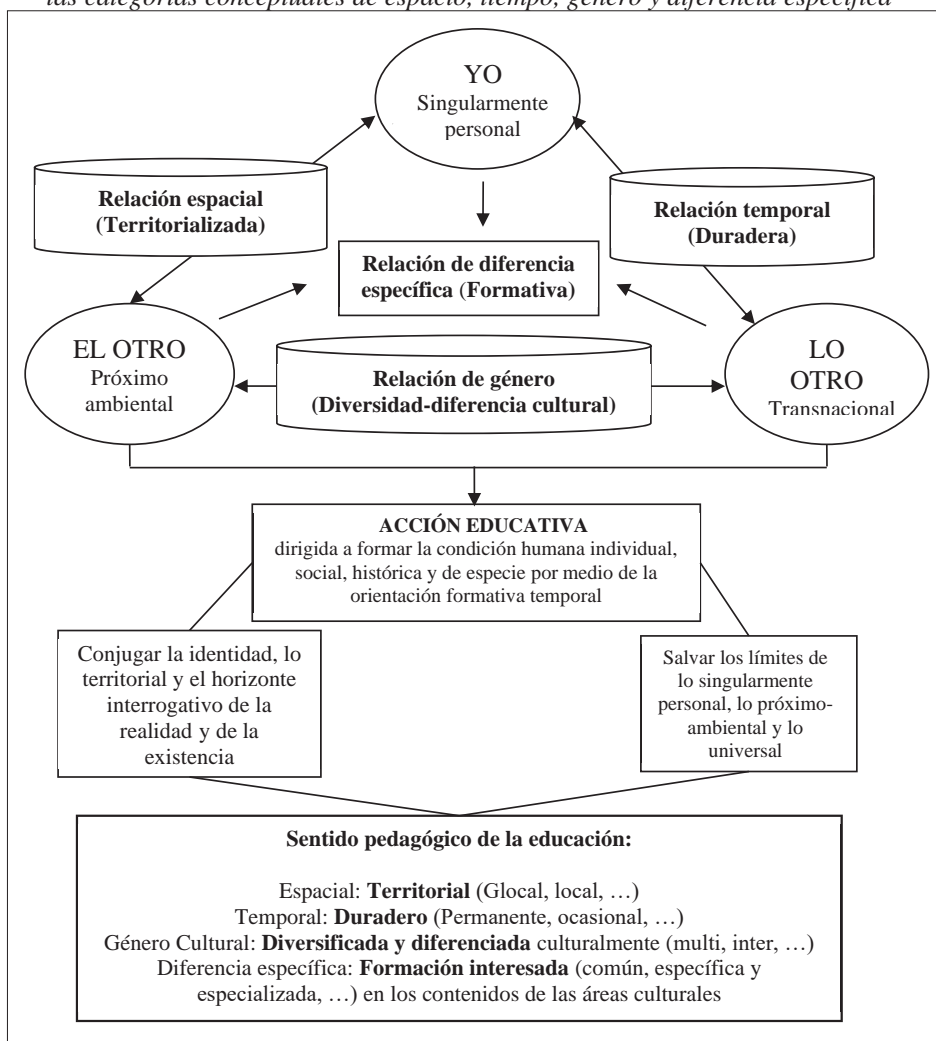 las categorías conceptuales de espacio, tiempo, género y diferencia específica
YO
Singularmente
personal
Relación espacial
(Territorializada)
Relación temporal
(Duradera)
Relación de diferencia
específica (Formativa)
EL OTRO
Próximo
ambiental
Relación de género
(Diversidad-diferencia cultural)
LO
OTRO
Transnacional
ACCIÓN EDUCATIVA
dirigida a formar la condición humana individual,
social, histórica y de especie por medio de la
orientación formativa temporal
Conjugar la identidad, lo
territorial y el horizonte
interrogativo de la
realidad y de la
existencia
Salvar los límites de
lo singularmente
personal, lo próximo-
ambiental y lo
universal
Sentido pedagógico de la educación:
Espacial: Territorial (Glocal, local, …)
Temporal: Duradero (Permanente, ocasional, …)
Género Cultural: Diversificada y diferenciada culturalmente (multi, inter, …)
Diferencia específica: Formación interesada (común, específica y
especializada, …) en los contenidos de las áreas culturales